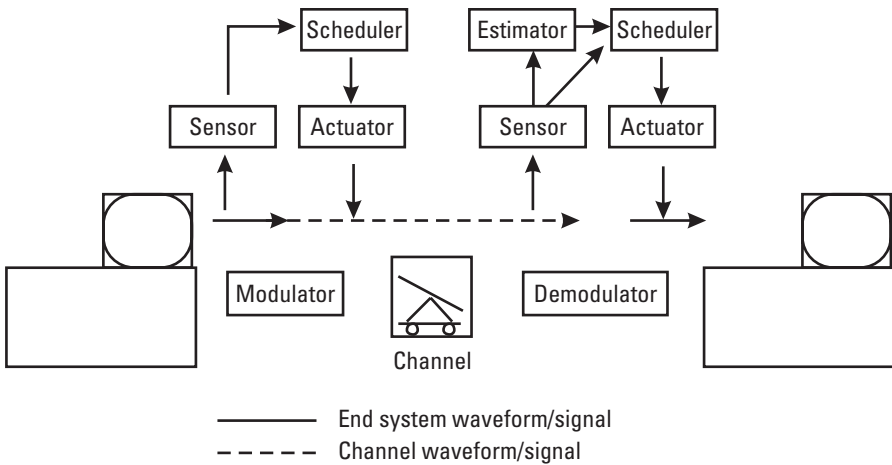 Scheduler Estimator Scheduler
Sensor Actuator Sensor Actuator
Modulator Demodulator
Channel
End system waveform/signal
Channel waveform/signal